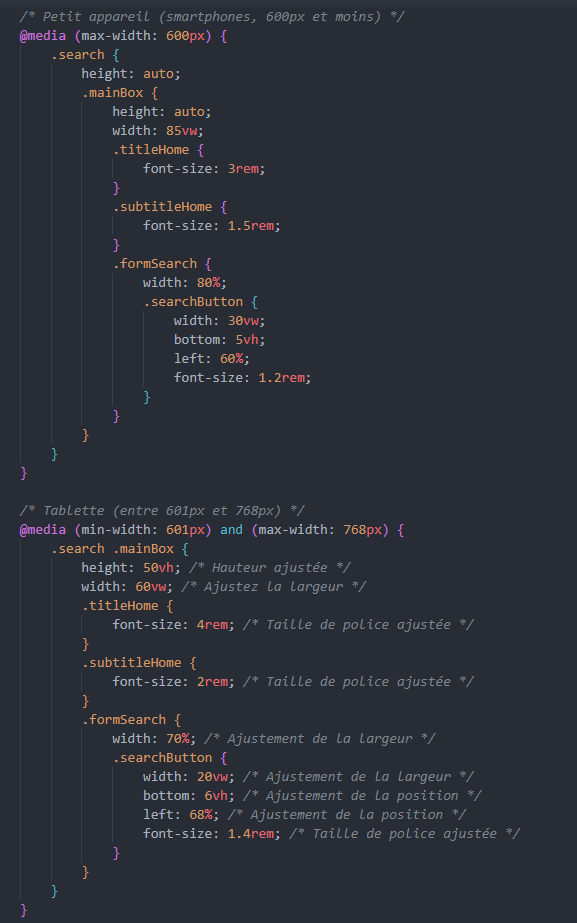 /* Petit appareil (smartphones, 600px et moins) */
@media (max-width: 600px) {
    .search {
        height: auto;
        .mainBox {
            height: auto;
            width: 85vw;
            .titleHome {
                font-size: 3rem;
            }
            .subtitleHome {
                font-size: 1.5rem;
            }
            .formSearch {
                width: 80%;
                .searchButton {
                    width: 30vw;
                    bottom: 5vh;
                    left: 60%;
                    font-size: 1.2rem;
                }
            }
        }
    }
}

/* Tablette (entre 601px et 768px) */
@media (min-width: 601px) and (max-width: 768px) {
    .search .mainBox {
        height: 50vh; /* Hauteur ajustée */
        width: 60vw; /* Ajustez la largeur */
        .titleHome {
            font-size: 4rem; /* Taille de police ajustée */
        }
        .subtitleHome {
            font-size: 2rem; /* Taille de police ajustée */
        }
        .formSearch {
            width: 70%; /* Ajustement de la largeur */
            .searchButton {
                width: 20vw; /* Ajustement de la largeur */
                bottom: 6vh; /* Ajustement de la position */
                left: 68%; /* Ajustement de la position */
                font-size: 1.4rem; /* Taille de police ajustée */
            }
        }
    }
}